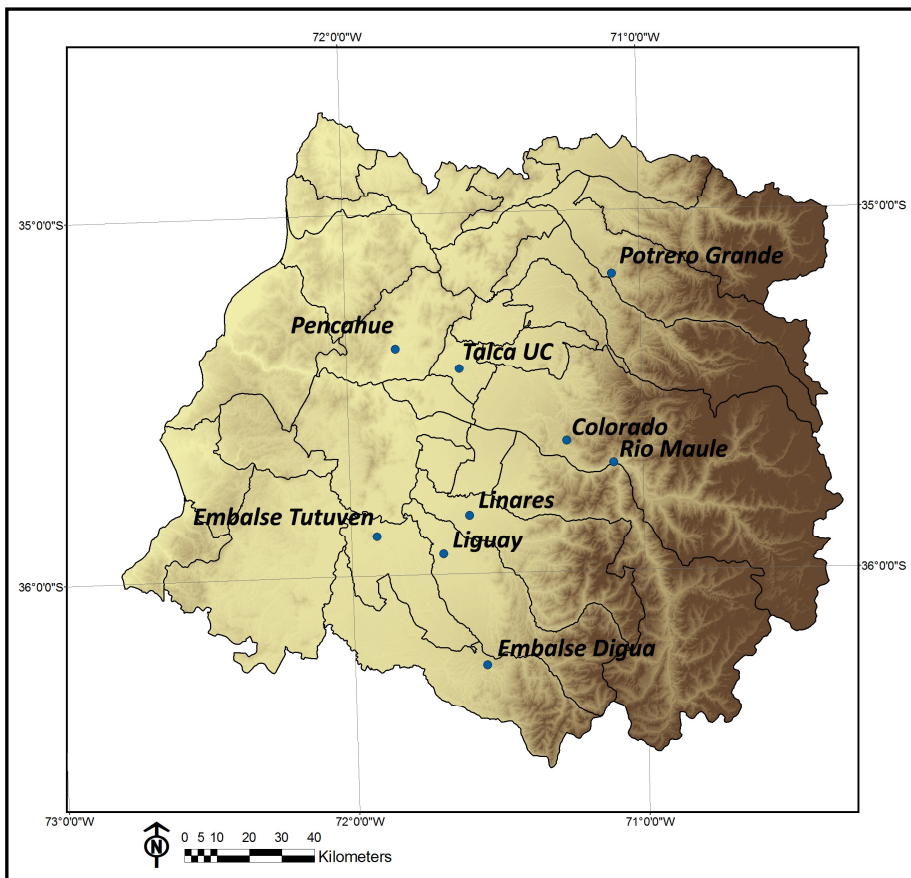 72°0'0"W
71°0'0"W
35°0'0"S
35°0'0"S
Potrero Grande
Pencahue
Talca UC
Colorado
Rio Maule
Linares
Embalse Tutuven
Liguay
36°0'0"S
36°0'0"S
Embalse Digua
73°0'0"W
72°0'0"W
71°0'0"W
N
0 5 10 20 30 40
Kilometers